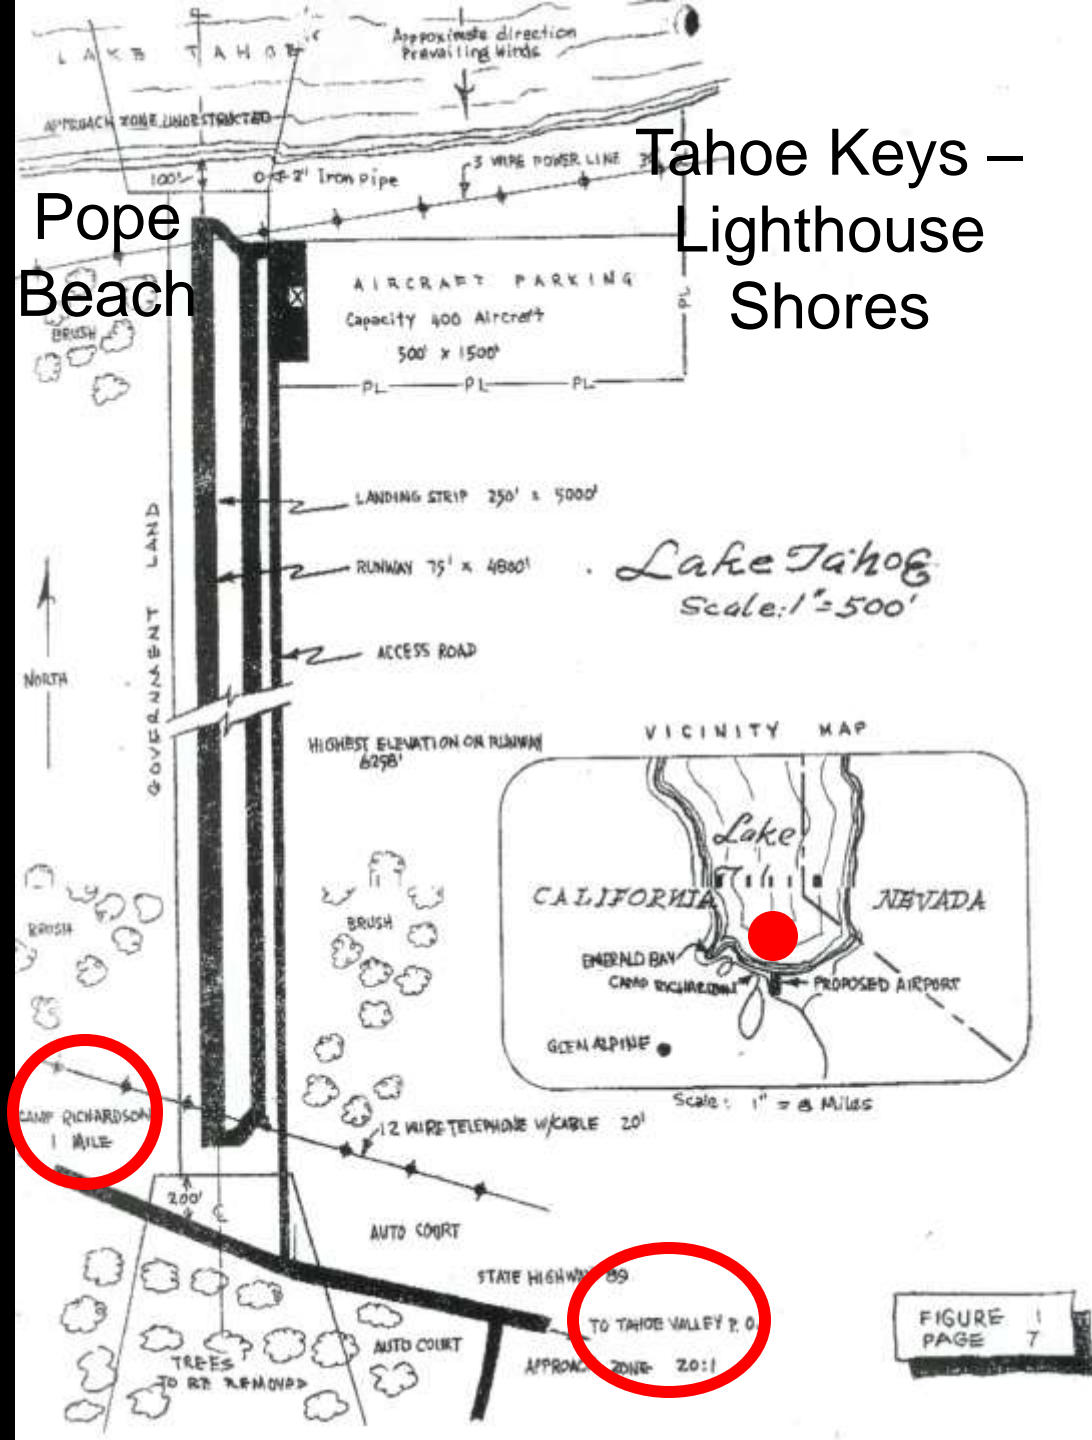 Approximate direction
Prevailing Winds
LAKE TAHOE
APPROACH ZONE UNOBSTRUCTED
Tahoe Keys –
Lighthouse
Shores
3 WIRE POWER LINE
100'
2" Iron pipe
Pope
Beach
AIRCRAFT PARKING
Capacity 400 Aircraft
500' x 1500'
PL
BRUSH
PL PL PL
LANDING STRIP 250' x 5000'
GOVERNMENT LAND
RUNWAY 75' x 4800'
Lake Tahoe
Scale: 1"=500'
ACCESS ROAD
NORTH
HIGHEST ELEVATION ON RUNWAY
6258'
VICINITY MAP
Lake
CALIFORNIA
NEVADA
EMERALD BAY
CAMP RICHARDSON
PROPOSED AIRPORT
GLEN ALPINE
Scale: 1" = 8 Miles
BRUSH
BRUSH
CAMP RICHARDSON
1 MILE
12 WIRE TELEPHONE W/CABLE 20'
200'
AUTO COURT
STATE HIGHWAY 89
TO TAHOE VALLEY P.O.
AUTO COURT
APPROACH ZONE 20:1
TREES
TO BE REMOVED
FIGURE 1
PAGE 7